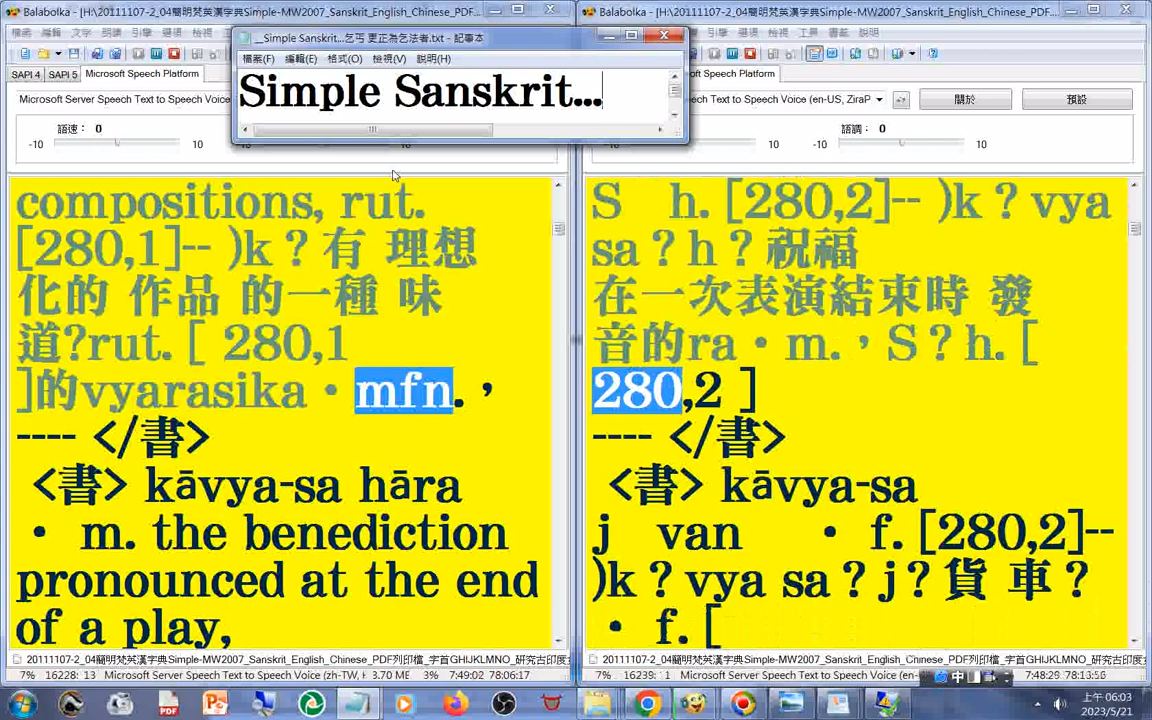 Balabolka - [H:\20111107-2_04簡明梵英漢字典Simple-MW2007_Sanskrit_English_Chinese_PDF...
Balabolka - [H:\20111107-2_04簡明梵英漢字典Simple-MW2007_Sanskrit_English_Chinese_PDF...
__Simple Sanskrit...乞丐 更正為乞法者.txt - 記事本
檔案(F) 編輯(E) 格式(O) 檢視(V) 說明(H)
Simple Sanskrit...
SAPI 4 SAPI 5 Microsoft Speech Platform
Microsoft Server Speech Text to Speech Voice
t to Speech Voice (en-US, ZiraP
關於
預設
語速: 0
-10 10
語調: 0
-10 10
compositions, rut.
[280,1]-- )k？有 理想
化的 作品 的一種 味
道?rut. [ 280,1
]的vyarasika・mfn.，
---- </書>
<書> kāvya-sa hāra
・ m. the benediction
pronounced at the end
of a play,
S h. [280,2]-- )k？vya
sa？h？祝福
在一次表演結束時 發
音的ra・m.，S？h. [
280,2 ]
---- </書>
<書> kāvya-sa
j van ・ f. [280,2]--
)k？vya sa？j？貨 車？
・ f. [
20111107-2_04簡明梵英漢字典Simple-MW2007_Sanskrit_English_Chinese_PDF列印檔_字首GHIJKLMNO_研究古印度
20111107-2_04簡明梵英漢字典Simple-MW2007_Sanskrit_English_Chinese_PDF列印檔_字首GHIJKLMNO_研究古印度
7% 16228: 13 Microsoft Server Speech Text to Speech Voice (zh-TW, H 3.70 ME 3% 7:49:02 78:06:17
7% 16239: 1 Microsoft Server Speech Text to Speech Voice 7:48:29 78:13:56
中
上午 06:03
2023/5/21